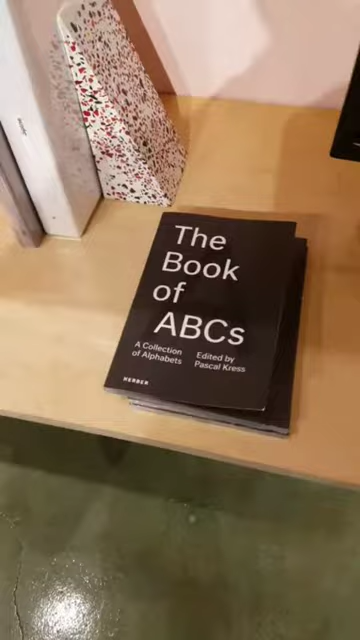 The
Book
of
ABCs
A Collection
of Alphabets
Edited by
Pascal Kress
KERBER